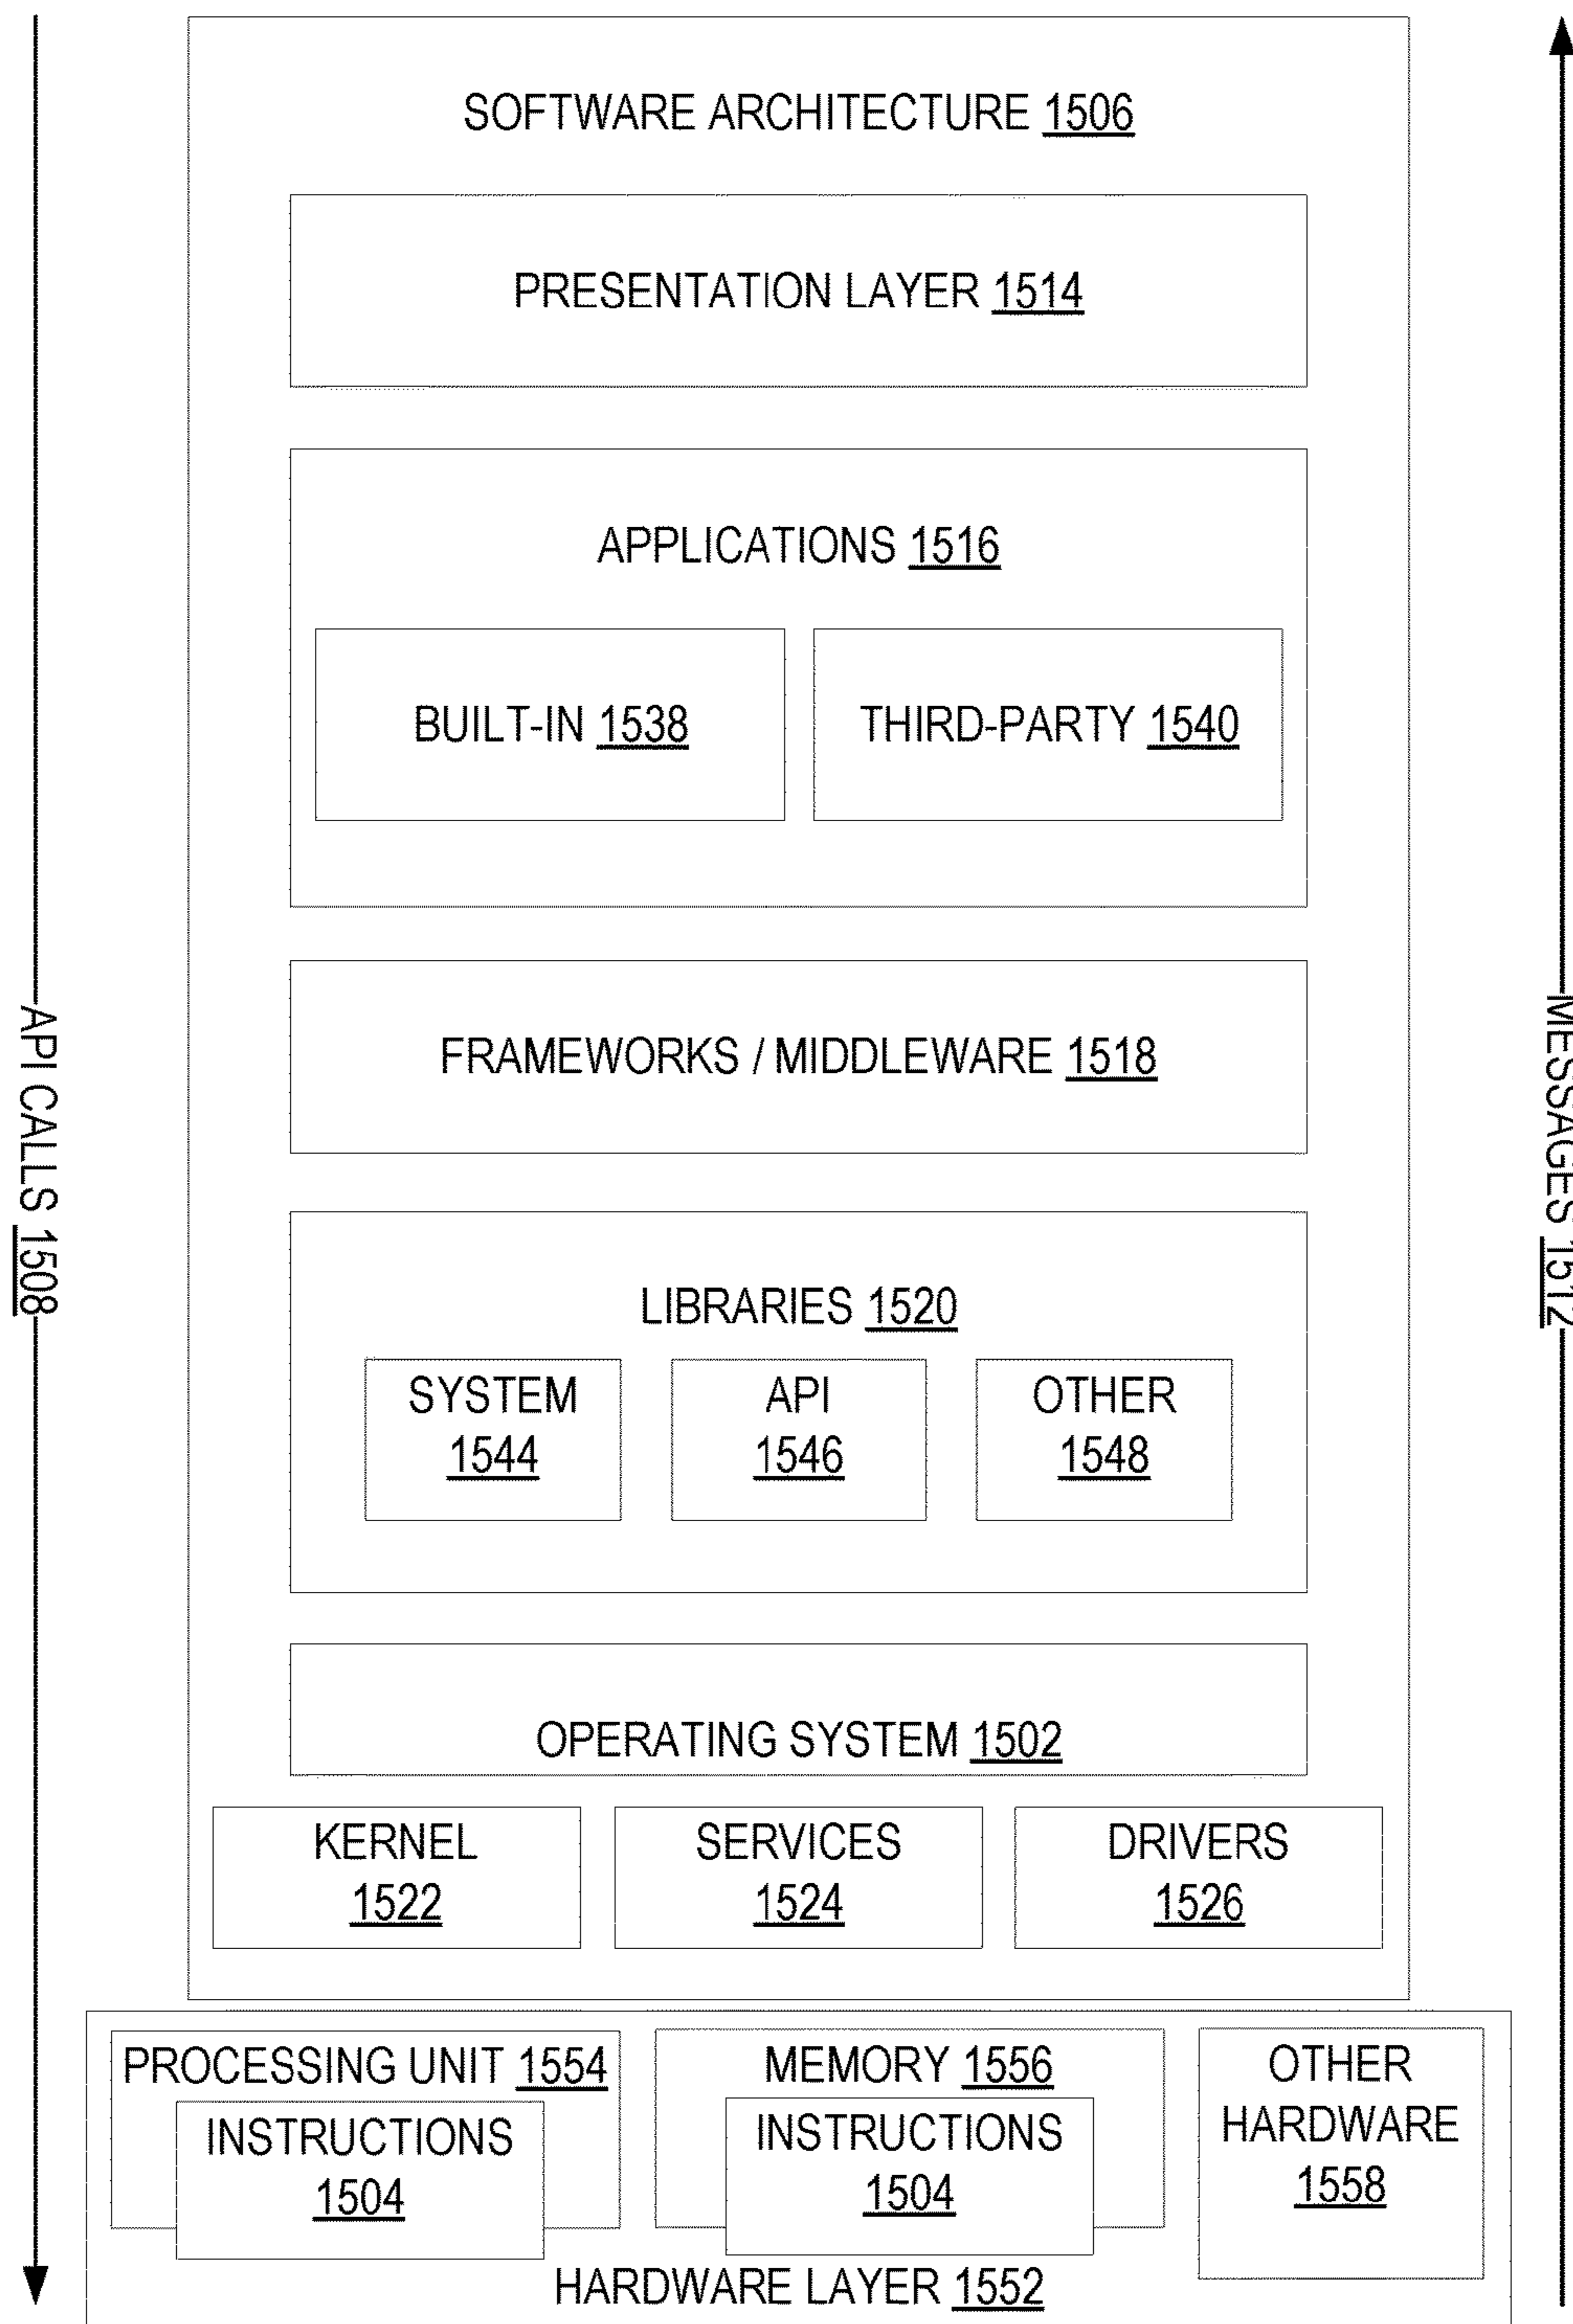 SOFTWARE ARCHITECTURE 1506
PRESENTATION LAYER 1514
APPLICATIONS 1516
BUILT-IN 1538
THIRD-PARTY 1540
FRAMEWORKS / MIDDLEWARE 1518
LIBRARIES 1520
SYSTEM
1544
API
1546
OTHER
1548
OPERATING SYSTEM 1502
KERNEL
1522
SERVICES
1524
DRIVERS
1526
PROCESSING UNIT 1554
INSTRUCTIONS
1504
MEMORY 1556
INSTRUCTIONS
1504
OTHER
HARDWARE
1558
HARDWARE LAYER 1552
API CALLS 1508
MESSAGES 1512